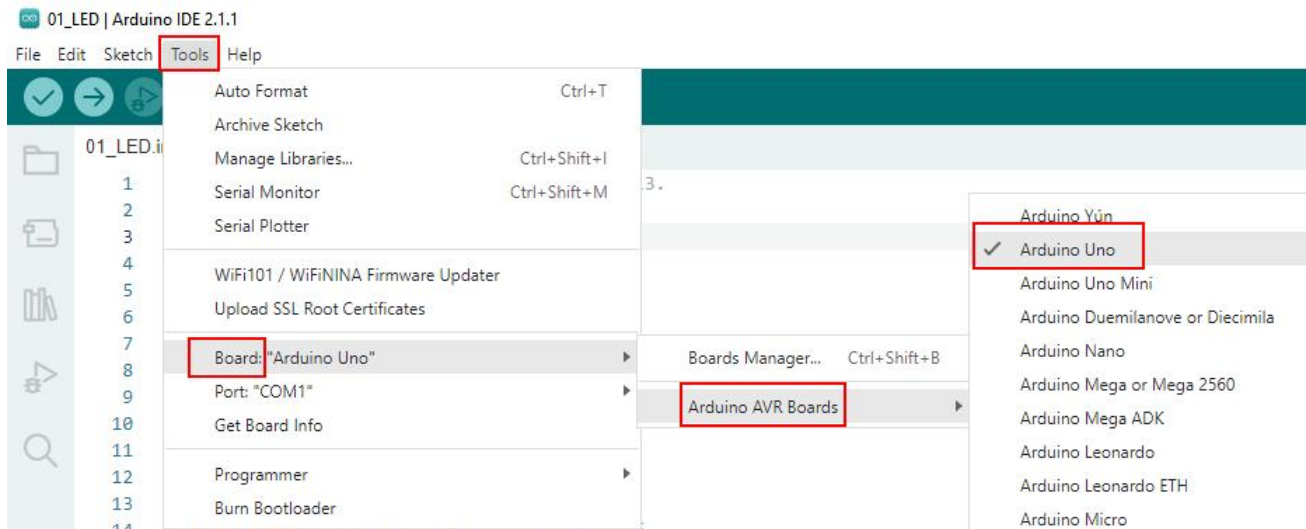 01_LED | Arduino IDE 2.1.1
File Edit Sketch Tools Help
Auto Format Ctrl+T
Archive Sketch
01_LED.i
Manage Libraries... Ctrl+Shift+I
1
Serial Monitor Ctrl+Shift+M
3.
2
Serial Plotter
3
4
WiFi101 / WiFiNINA Firmware Updater
5
Upload SSL Root Certificates
6
7
Board: "Arduino Uno"
8
Port: "COM1"
9
Get Board Info
10
11
Programmer
12
Burn Bootloader
13
Boards Manager... Ctrl+Shift+B
Arduino AVR Boards
Arduino Yún
Arduino Uno
Arduino Uno Mini
Arduino Duemilanove or Diecimila
Arduino Nano
Arduino Mega or Mega 2560
Arduino Mega ADK
Arduino Leonardo
Arduino Leonardo ETH
Arduino Micro